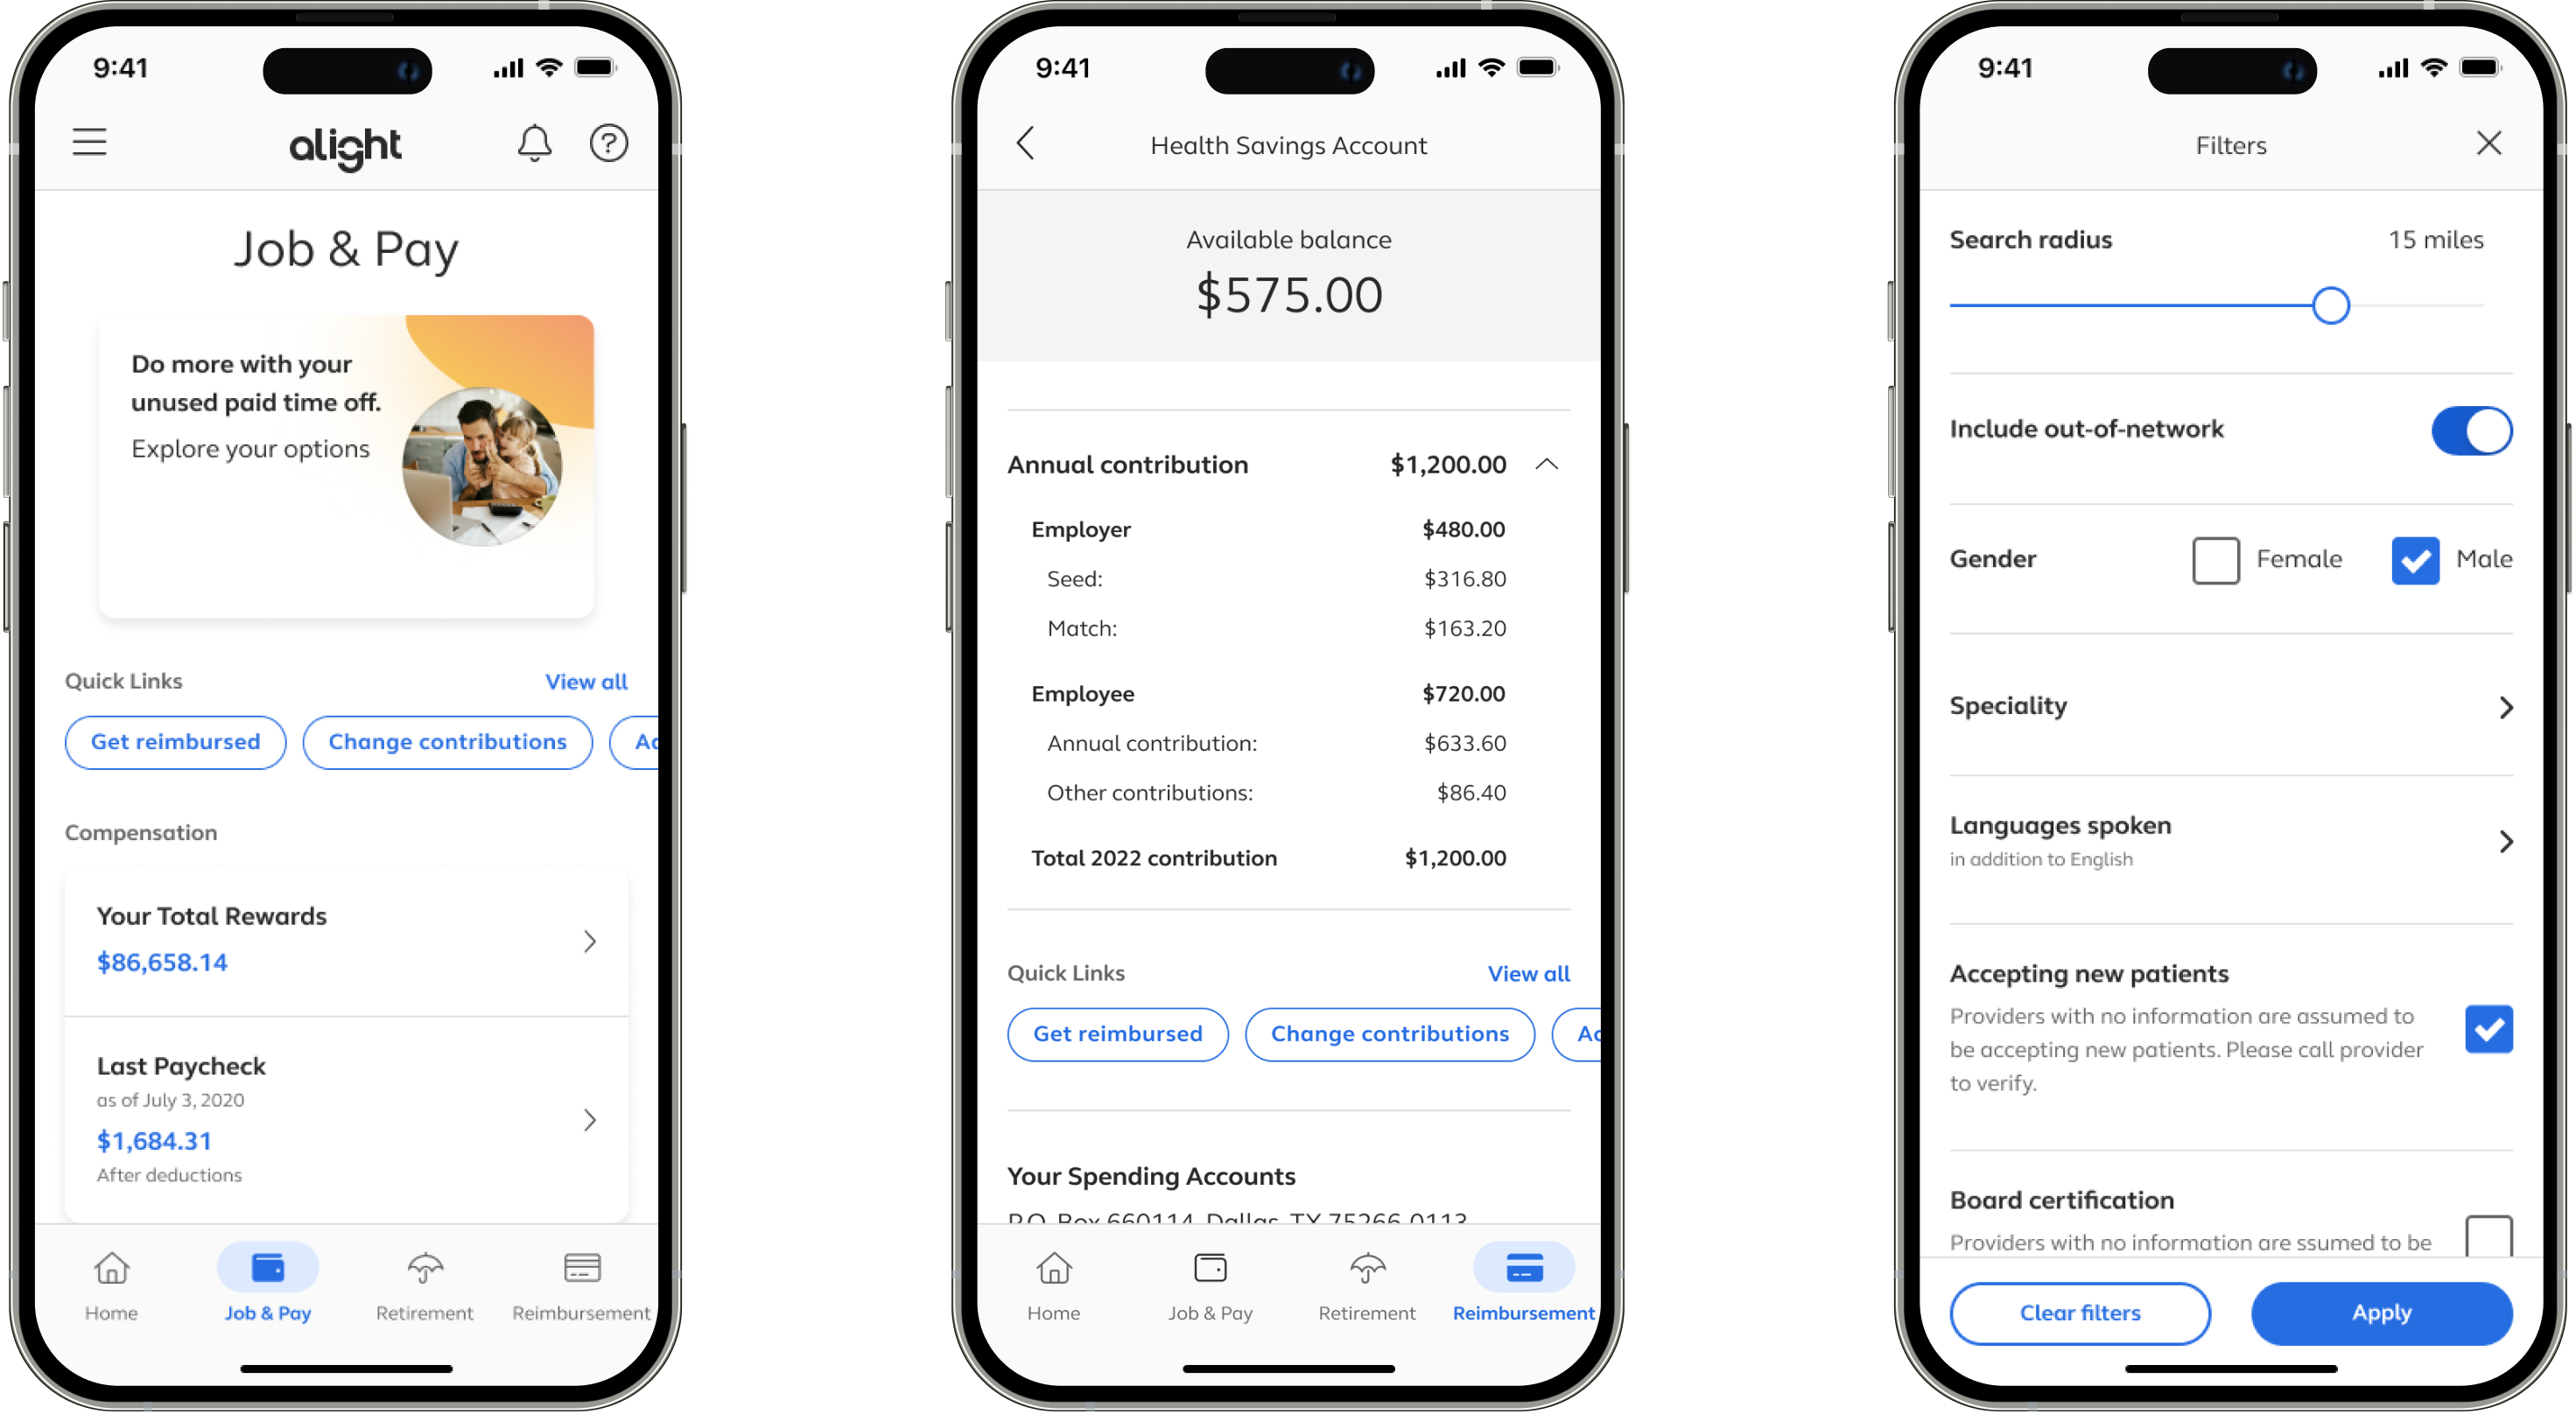 9:41
alight
Job & Pay
Do more with your
unused paid time off.
Explore your options
Quick Links View all
Get reimbursed Change contributions
Compensation
Your Total Rewards
$86,658.14
Last Paycheck
as of July 3, 2020
$1,684.31
After deductions
Home Job & Pay Retirement Reimbursement
9:41
Health Savings Account
Available balance
$575.00
Annual contribution $1,200.00
Employer $480.00
Seed: $316.80
Match: $163.20
Employee $720.00
Annual contribution: $633.60
Other contributions: $86.40
Total 2022 contribution $1,200.00
Quick Links View all
Get reimbursed Change contributions
Your Spending Accounts
P.O. Box 660114, Dallas, TX 75266-0113
Home Job & Pay Retirement Reimbursement
9:41
Filters
Search radius 15 miles
Include out-of-network
Gender Female Male
Speciality
Languages spoken
in addition to English
Accepting new patients
Providers with no information are assumed to
be accepting new patients. Please call provider
to verify.
Board certification
Providers with no information are ssumed to be
Clear filters Apply